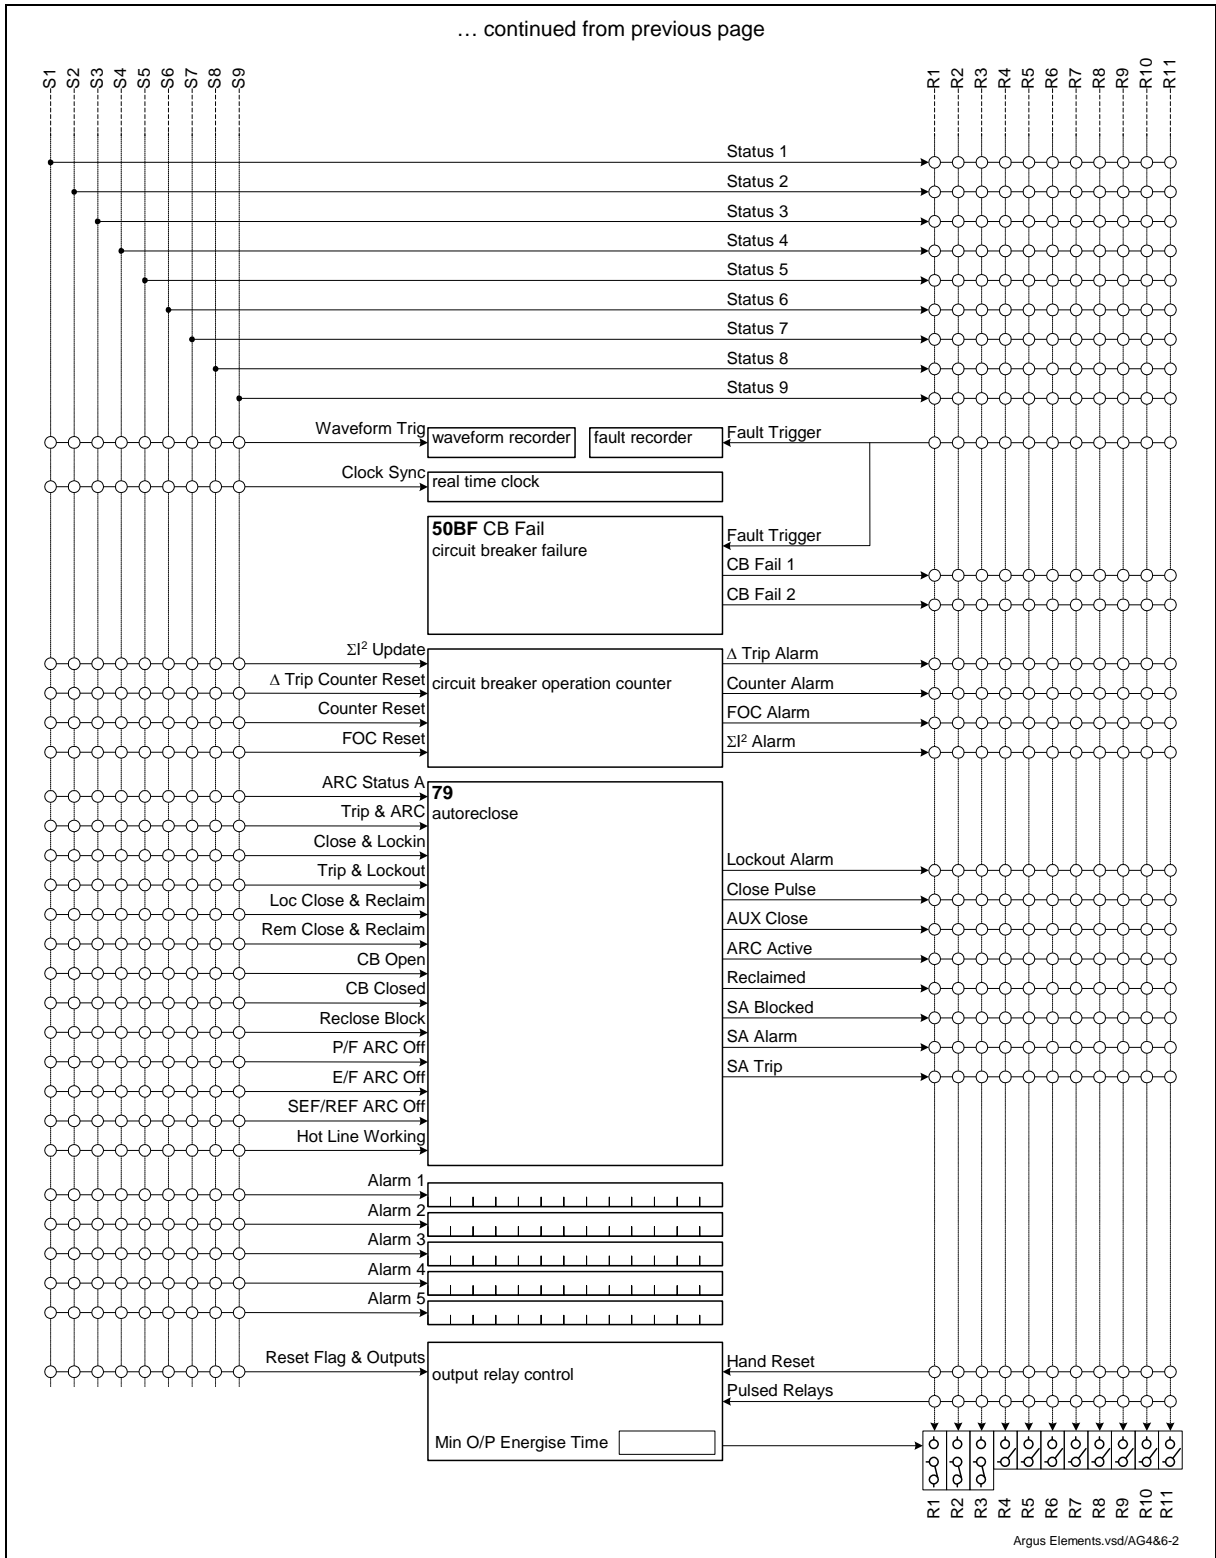 … continued from previous page
S1 S2 S3 S4 S5 S6 S7 S8 S9
R1 R2 R3 R4 R5 R6 R7 R8 R9 R10 R11
Status 1
Status 2
Status 3
Status 4
Status 5
Status 6
Status 7
Status 8
Status 9
Waveform Trig
waveform recorder
fault recorder
Fault Trigger
Clock Sync
real time clock
50BF CB Fail
circuit breaker failure
Fault Trigger
CB Fail 1
CB Fail 2
ΣI² Update
Δ Trip Counter Reset
Counter Reset
FOC Reset
circuit breaker operation counter
Δ Trip Alarm
Counter Alarm
FOC Alarm
ΣI² Alarm
ARC Status A
Trip & ARC
Close & Lockin
Trip & Lockout
Loc Close & Reclaim
Rem Close & Reclaim
CB Open
CB Closed
Reclose Block
P/F ARC Off
E/F ARC Off
SEF/REF ARC Off
Hot Line Working
79
autoreclose
Lockout Alarm
Close Pulse
AUX Close
ARC Active
Reclaimed
SA Blocked
SA Alarm
SA Trip
Alarm 1
Alarm 2
Alarm 3
Alarm 4
Alarm 5
Reset Flag & Outputs
output relay control
Min O/P Energise Time
Hand Reset
Pulsed Relays
R1 R2 R3 R4 R5 R6 R7 R8 R9 R10 R11
Argus Elements.vsd/AG4&6-2